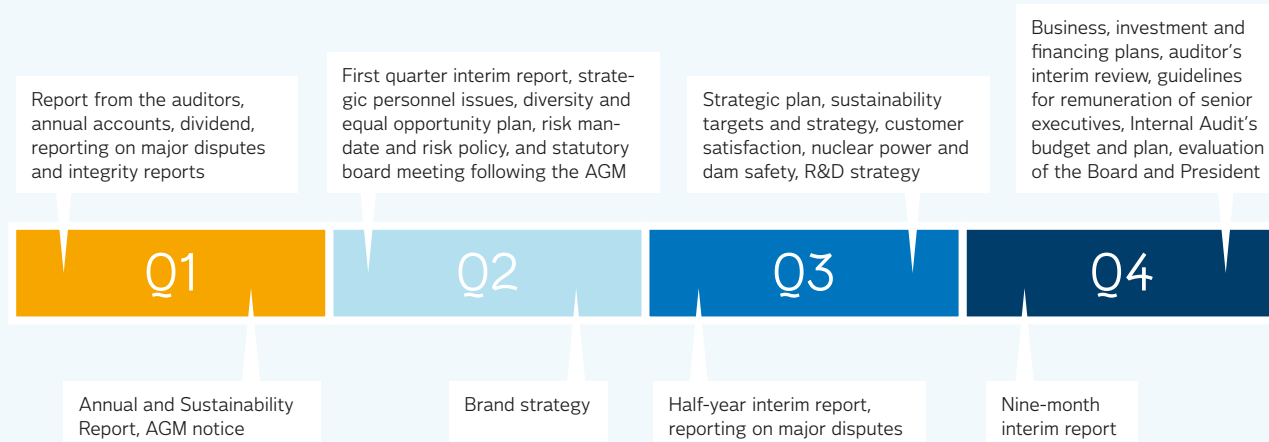 Report from the auditors,
annual accounts, dividend,
reporting on major disputes
and integrity reports
First quarter interim report, strate-
gic personnel issues, diversity and
equal opportunity plan, risk man-
date and risk policy, and statutory
board meeting following the AGM
Strategic plan, sustainability
targets and strategy, customer
satisfaction, nuclear power and
dam safety, R&D strategy
Business, investment and
financing plans, auditor's
interim review, guidelines
for remuneration of senior
executives, Internal Audit's
budget and plan, evaluation
of the Board and President
Q1
Q2
Q3
Q4
Annual and Sustainability
Report, AGM notice
Brand strategy
Half-year interim report,
reporting on major disputes
Nine-month
interim report